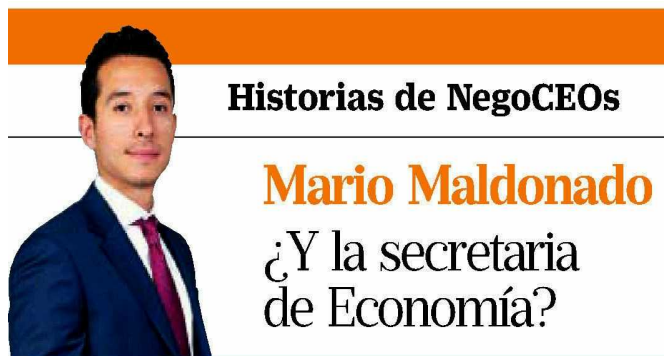 Historias de NegoCEOs
Mario Maldonado
¿Y la secretaria
de Economía?